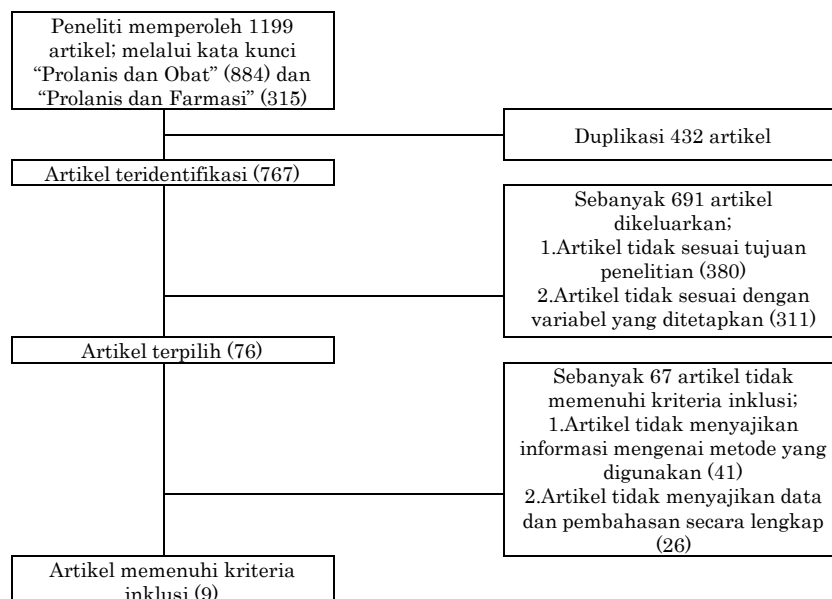 Peneliti memperoleh 1199
artikel; melalui kata kunci
“Prolanis dan Obat” (884) dan
“Prolanis dan Farmasi” (315)
Duplikasi 432 artikel
Artikel teridentifikasi (767)
Sebanyak 691 artikel
dikeluarkan;
1.Artikel tidak sesuai tujuan
penelitian (380)
2.Artikel tidak sesuai dengan
variabel yang ditetapkan (311)
Artikel terpilih (76)
Sebanyak 67 artikel tidak
memenuhi kriteria inklusi;
1.Artikel tidak menyajikan
informasi mengenai metode yang
digunakan (41)
2.Artikel tidak menyajikan data
dan pembahasan secara lengkap
(26)
Artikel memenuhi kriteria
inklusi (9)